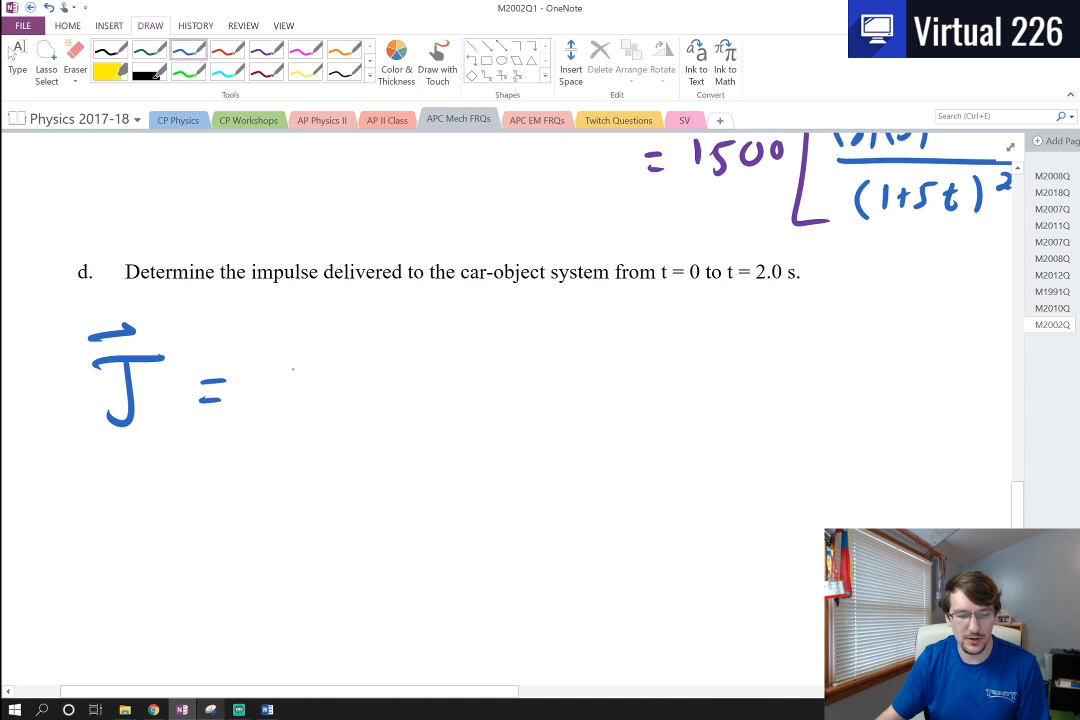 M2002Q1 - OneNote
FILE HOME INSERT DRAW HISTORY REVIEW VIEW
Virtual 226
Type Lasso Select Eraser Color & Thickness Draw with Touch Insert Space Delete Arrange Rotate Ink to Text Ink to Math
Tools Shapes Edit Convert
Physics 2017-18 CP Physics CP Workshops AP Physics II AP II Class APC Mech FRQs APC EM FRQs Twitch Questions SV + Search (Ctrl+E)
Add Pag
M2008Q
M2018Q
M2007Q
M2011Q
M2007Q
M2008Q
M2012Q
M1991Q
M2010Q
M2002Q
= 1500 [
(1+5t)²
d. Determine the impulse delivered to the car-object system from t = 0 to t = 2.0 s.
J =